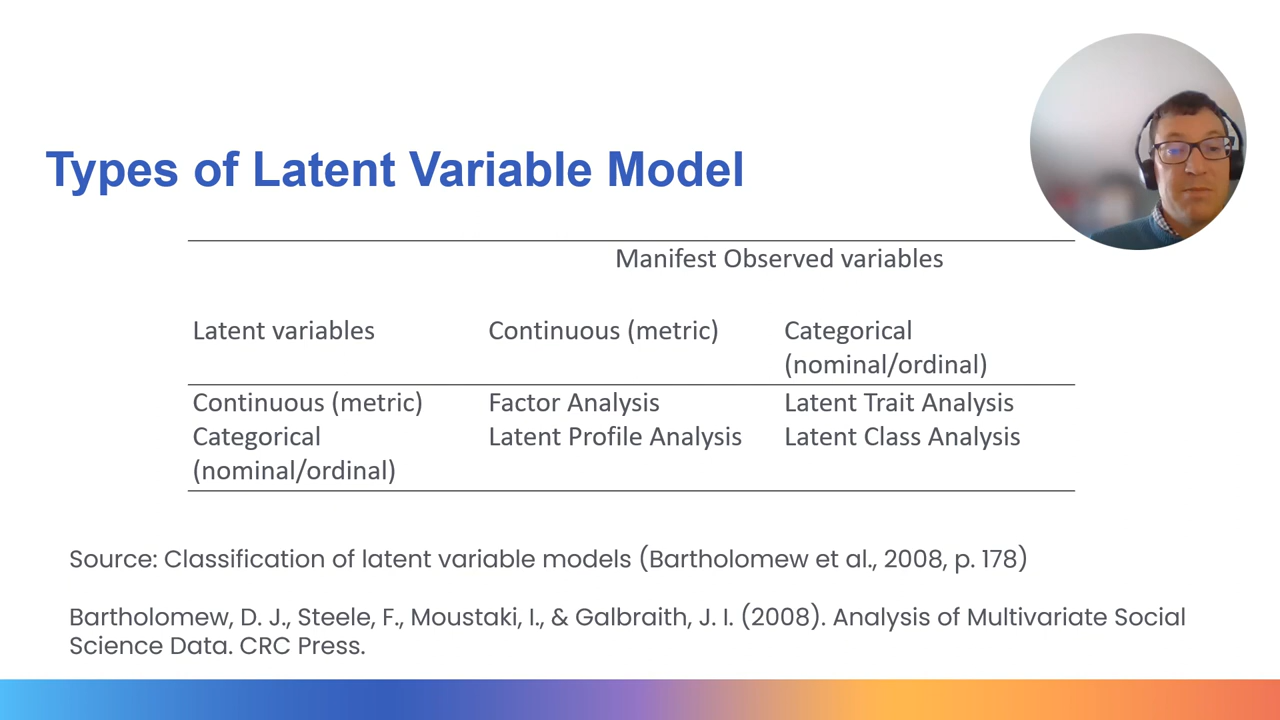 Types of Latent Variable Model
Manifest Observed variables
Latent variables Continuous (metric) Categorical
(nominal/ordinal)
Continuous (metric) Factor Analysis Latent Trait Analysis
Categorical Latent Profile Analysis Latent Class Analysis
(nominal/ordinal)
Source: Classification of latent variable models (Bartholomew et al., 2008, p. 178)
Bartholomew, D. J., Steele, F., Moustaki, I., & Galbraith, J. I. (2008). Analysis of Multivariate Social
Science Data. CRC Press.